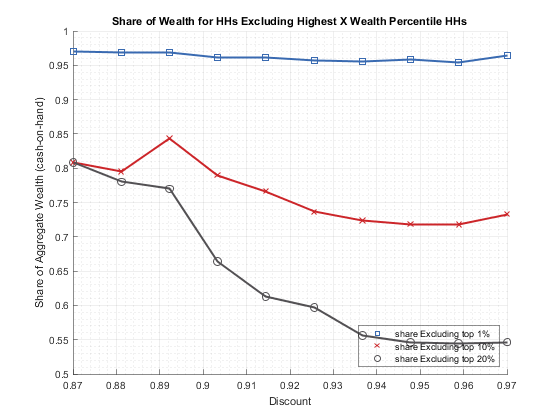 Share of Wealth for HHs Excluding Highest X Wealth Percentile HHs
Share of Aggregate Wealth (cash-on-hand)
1
0.95
0.9
0.85
0.8
0.75
0.7
0.65
0.6
0.55
0.5
share Excluding top 1%
share Excluding top 10%
share Excluding top 20%
0.87 0.88 0.89 0.9 0.91 0.92 0.93 0.94 0.95 0.96 0.97
Discount